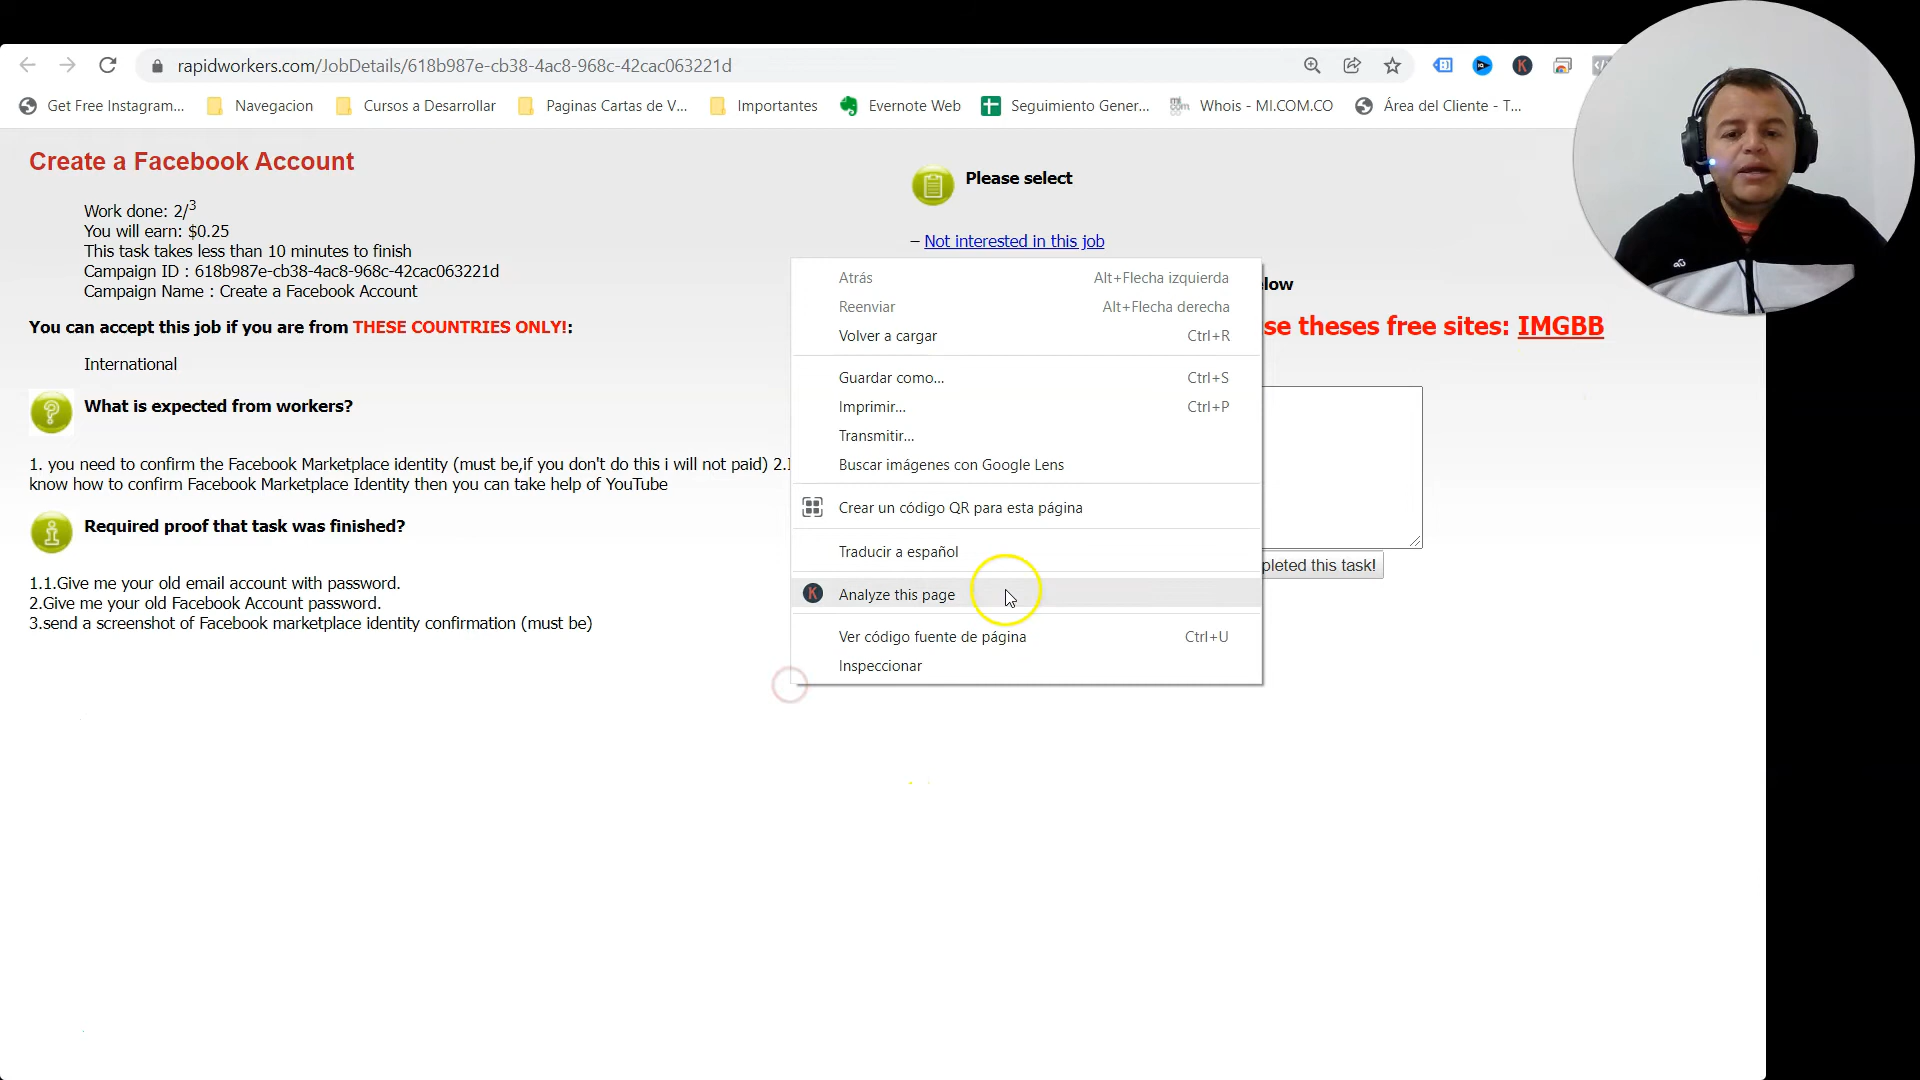 rapidworkers.com/JobDetails/618b987e-cb38-4ac8-968c-42cac063221d
Get Free Instagram...
Navegacion
Cursos a Desarrollar
Paginas Cartas de V...
Importantes
Evernote Web
Seguimiento Gener...
Whois - MI.COM.CO
Área del Cliente - T...
Create a Facebook Account
Work done: 2/3
You will earn: $0.25
This task takes less than 10 minutes to finish
Campaign ID : 618b987e-cb38-4ac8-968c-42cac063221d
Campaign Name : Create a Facebook Account
You can accept this job if you are from THESE COUNTRIES ONLY!:
International
What is expected from workers?
1. you need to confirm the Facebook Marketplace identity (must be,if you don't do this i will not paid) 2.
know how to confirm Facebook Marketplace Identity then you can take help of YouTube
Required proof that task was finished?
1.1.Give me your old email account with password.
2.Give me your old Facebook Account password.
3.send a screenshot of Facebook marketplace identity confirmation (must be)
Please select
– Not interested in this job
Atrás Alt+Flecha izquierda
Reenviar Alt+Flecha derecha
Volver a cargar Ctrl+R
Guardar como... Ctrl+S
Imprimir... Ctrl+P
Transmitir...
Buscar imágenes con Google Lens
Crear un código QR para esta página
Traducir a español
K Analyze this page
Ver código fuente de página Ctrl+U
Inspeccionar
low
se theses free sites: IMGBB
pleted this task!